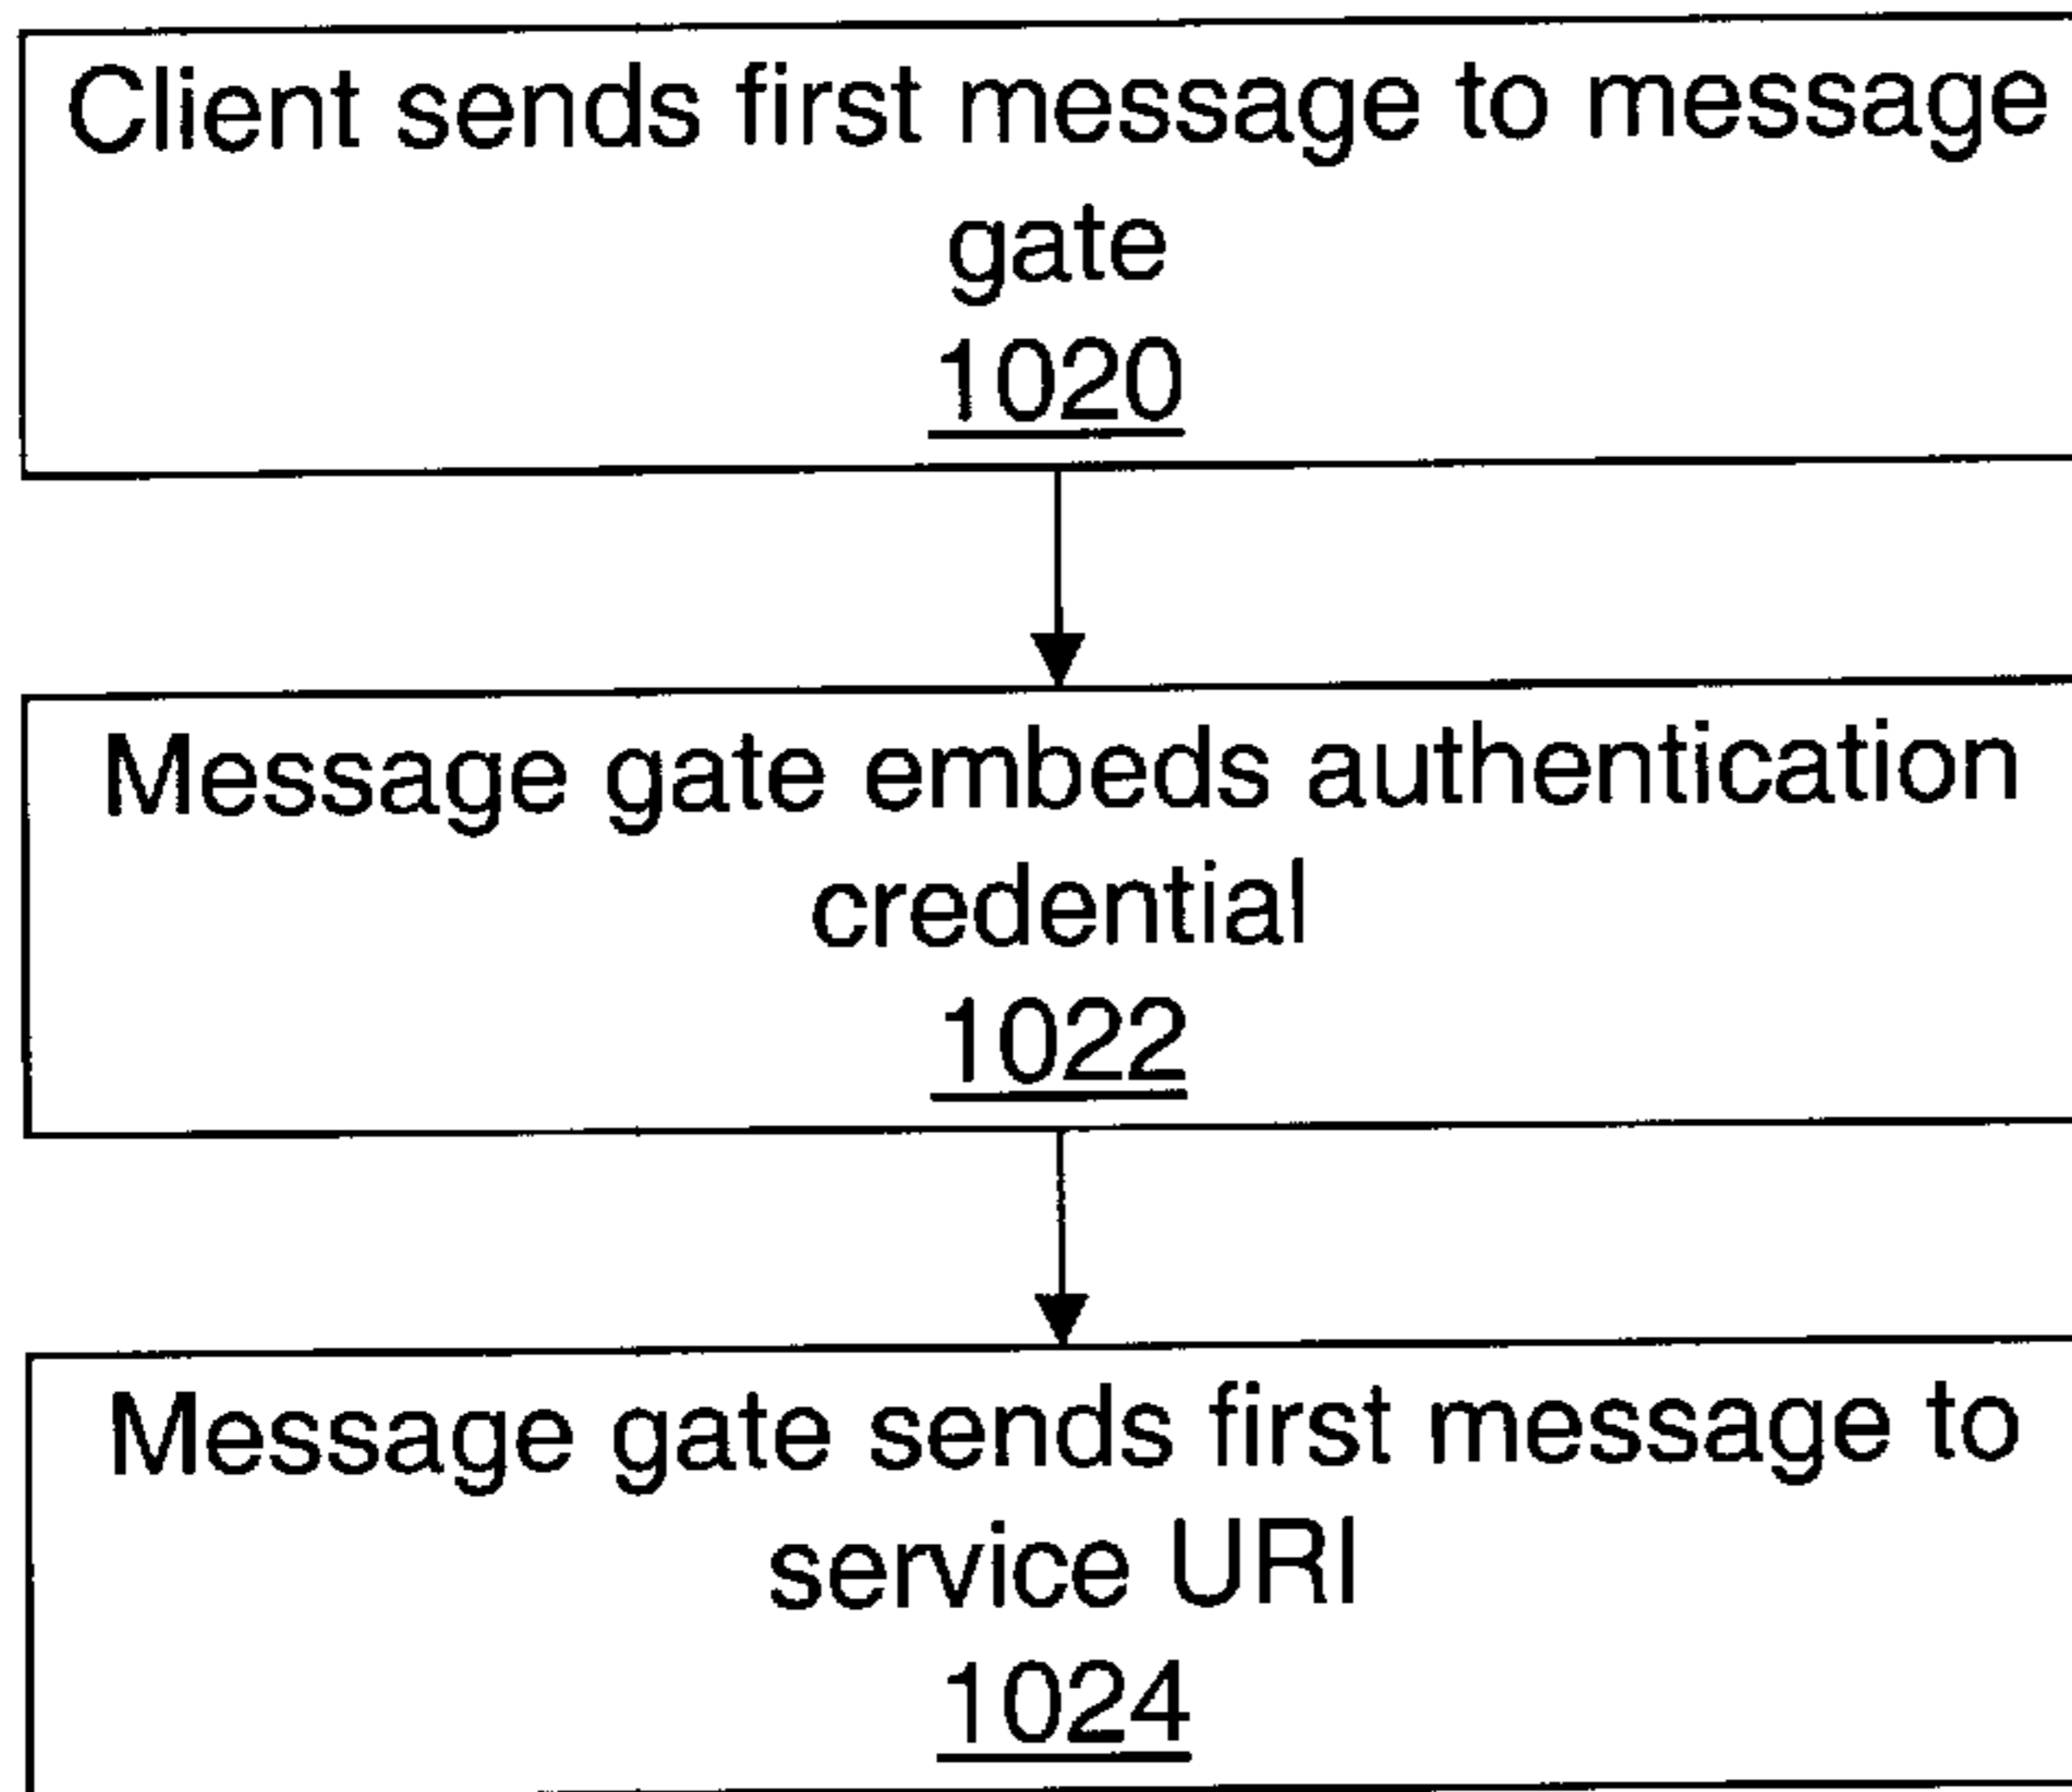 Client sends first message to message
gate
1020
Message gate embeds authentication
credential
1022
Message gate sends first message to
service URI
1024